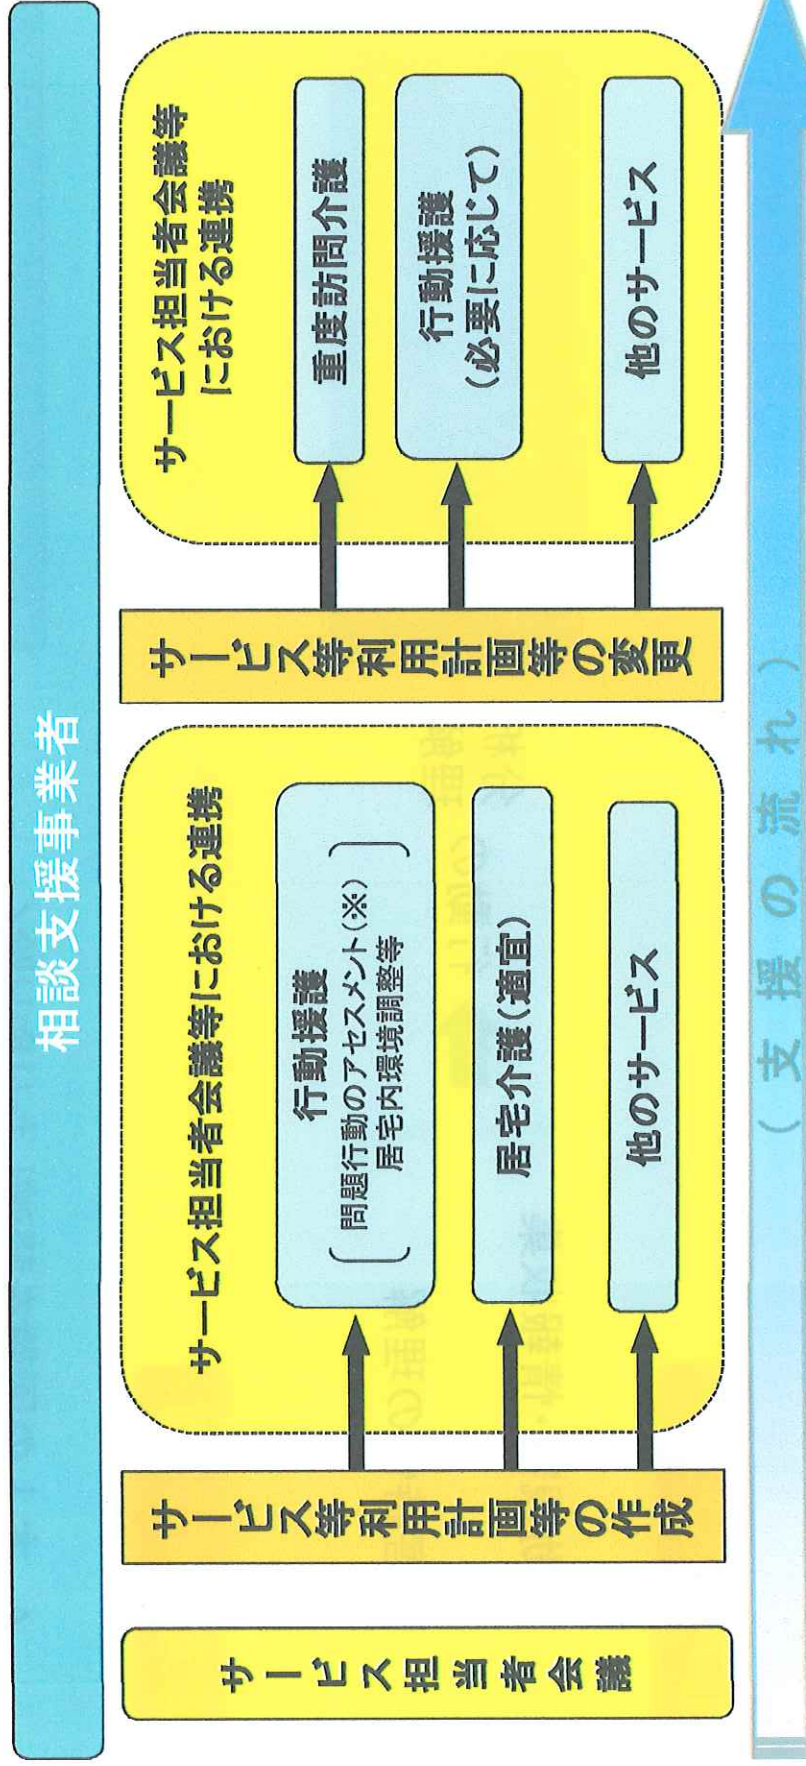 相談支援事業者
サービス担当者会議
サービス等利用計画等の作成
サービス担当者会議等における連携
行動援護
問題行動のアセスメント(※)
居宅内環境調整等
居宅介護(適宜)
他のサービス
サービス等利用計画等の変更
サービス担当者会議等
における連携
重度訪問介護
行動援護
(必要に応じて)
他のサービス
(支援の流れ)